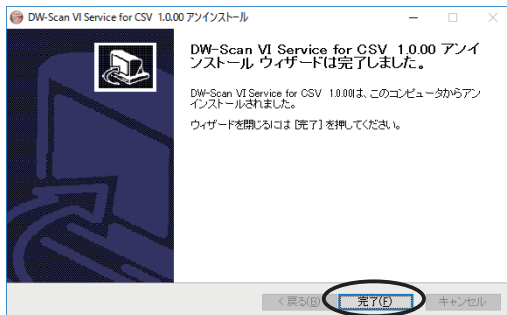 DW-Scan VI Service for CSV 1.0.00 アンインストール
DW-Scan VI Service for CSV 1.0.00 アンイ
ンストール ウィザードは完了しました。
DW-Scan VI Service for CSV 1.0.00は、このコンピュータからアン
インストールされました。
ウィザードを閉じるには [完了] を押してください。
< 戻る(B)
完了(F)
キャンセル